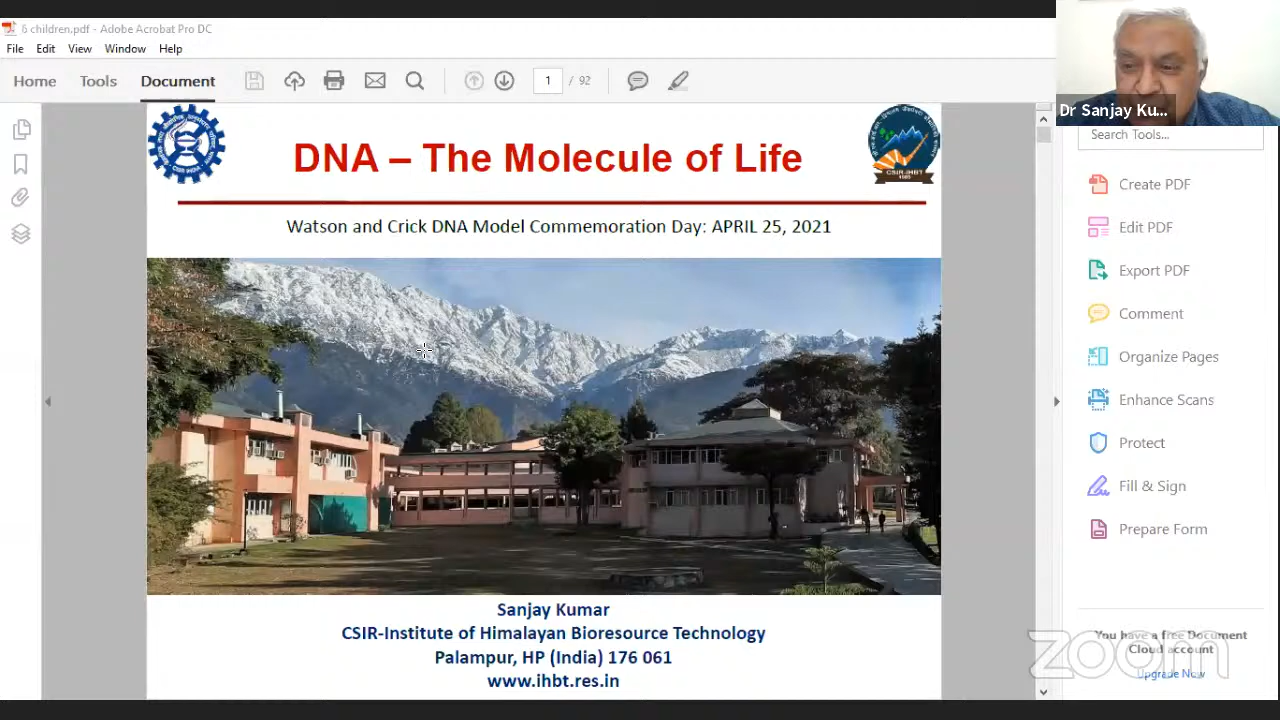 6 children.pdf - Adobe Acrobat Pro DC
File Edit View Window Help
Home Tools Document 1 / 92
Dr Sanjay Ku...
Search Tools...
DNA – The Molecule of Life
CSIR-IHBT
Watson and Crick DNA Model Commemoration Day: APRIL 25, 2021
Sanjay Kumar
CSIR-Institute of Himalayan Bioresource Technology
Palampur, HP (India) 176 061
www.ihbt.res.in
Create PDF
Edit PDF
Export PDF
Comment
Organize Pages
Enhance Scans
Protect
Fill & Sign
Prepare Form
You have a free Document
Cloud account
Upgrade Now
zoom